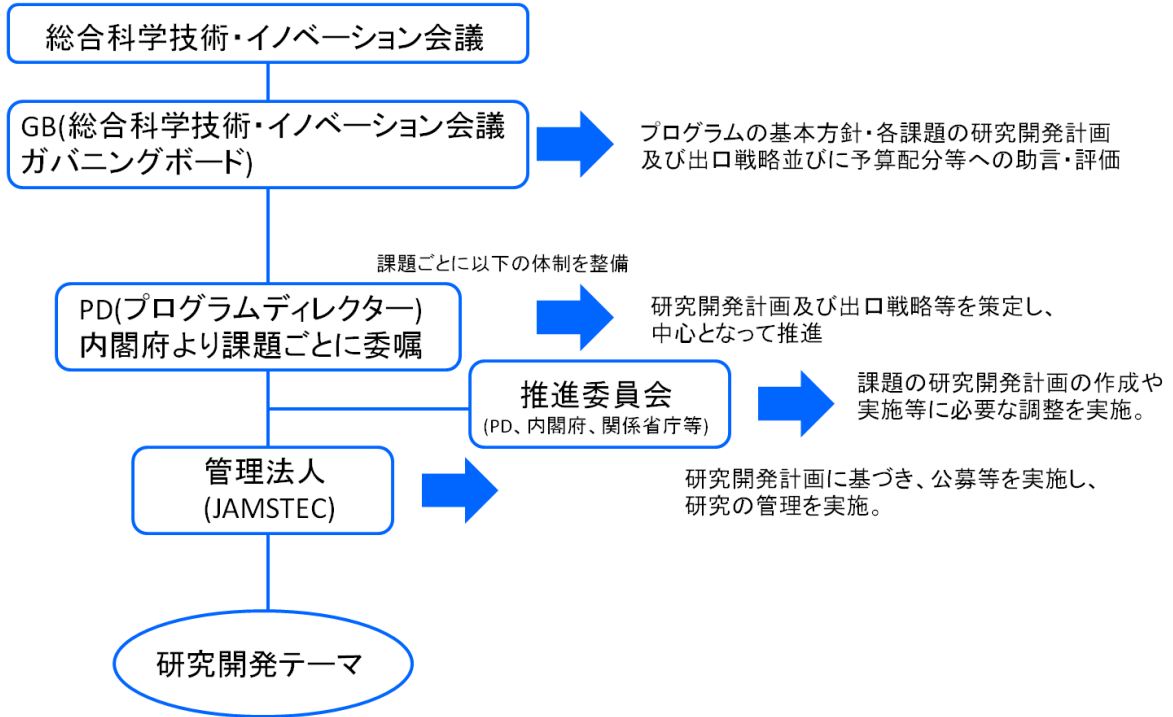 総合科学技術・イノベーション会議
GB(総合科学技術・イノベーション会議
ガバニングボード)
プログラムの基本方針・各課題の研究開発計画
及び出口戦略並びに予算配分等への助言・評価
課題ごとに以下の体制を整備
PD(プログラムディレクター)
内閣府より課題ごとに委嘱
研究開発計画及び出口戦略等を策定し、
中心となって推進
推進委員会
(PD、内閣府、関係省庁等)
課題の研究開発計画の作成や
実施等に必要な調整を実施。
管理法人
(JAMSTEC)
研究開発計画に基づき、公募等を実施し、
研究の管理を実施。
研究開発テーマ